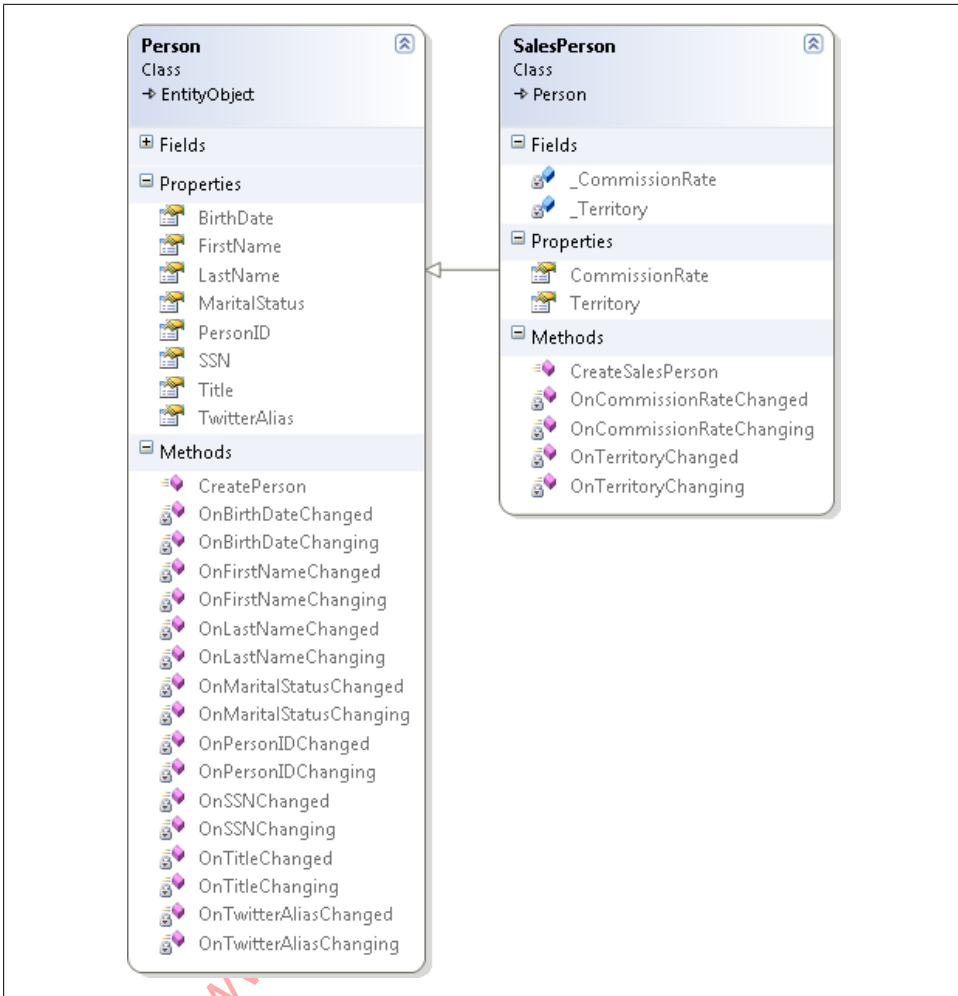 Person
Class
EntityObject
Fields
Properties
BirthDate
FirstName
LastName
MaritalStatus
PersonID
SSN
Title
TwitterAlias
Methods
CreatePerson
OnBirthDateChanged
OnBirthDateChanging
OnFirstNameChanged
OnFirstNameChanging
OnLastNameChanged
OnLastNameChanging
OnMaritalStatusChanged
OnMaritalStatusChanging
OnPersonIDChanged
OnPersonIDChanging
OnSSNChanged
OnSSNChanging
OnTitleChanged
OnTitleChanging
OnTwitterAliasChanged
OnTwitterAliasChanging
SalesPerson
Class
Person
Fields
_CommissionRate
_Territory
Properties
CommissionRate
Territory
Methods
CreateSalesPerson
OnCommissionRateChanged
OnCommissionRateChanging
OnTerritoryChanged
OnTerritoryChanging